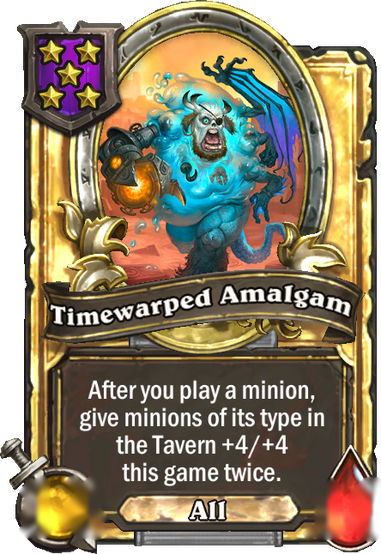 Timewarped Amalgam
After you play a minion,
give minions of its type in
the Tavern +4/+4
this game twice.
All